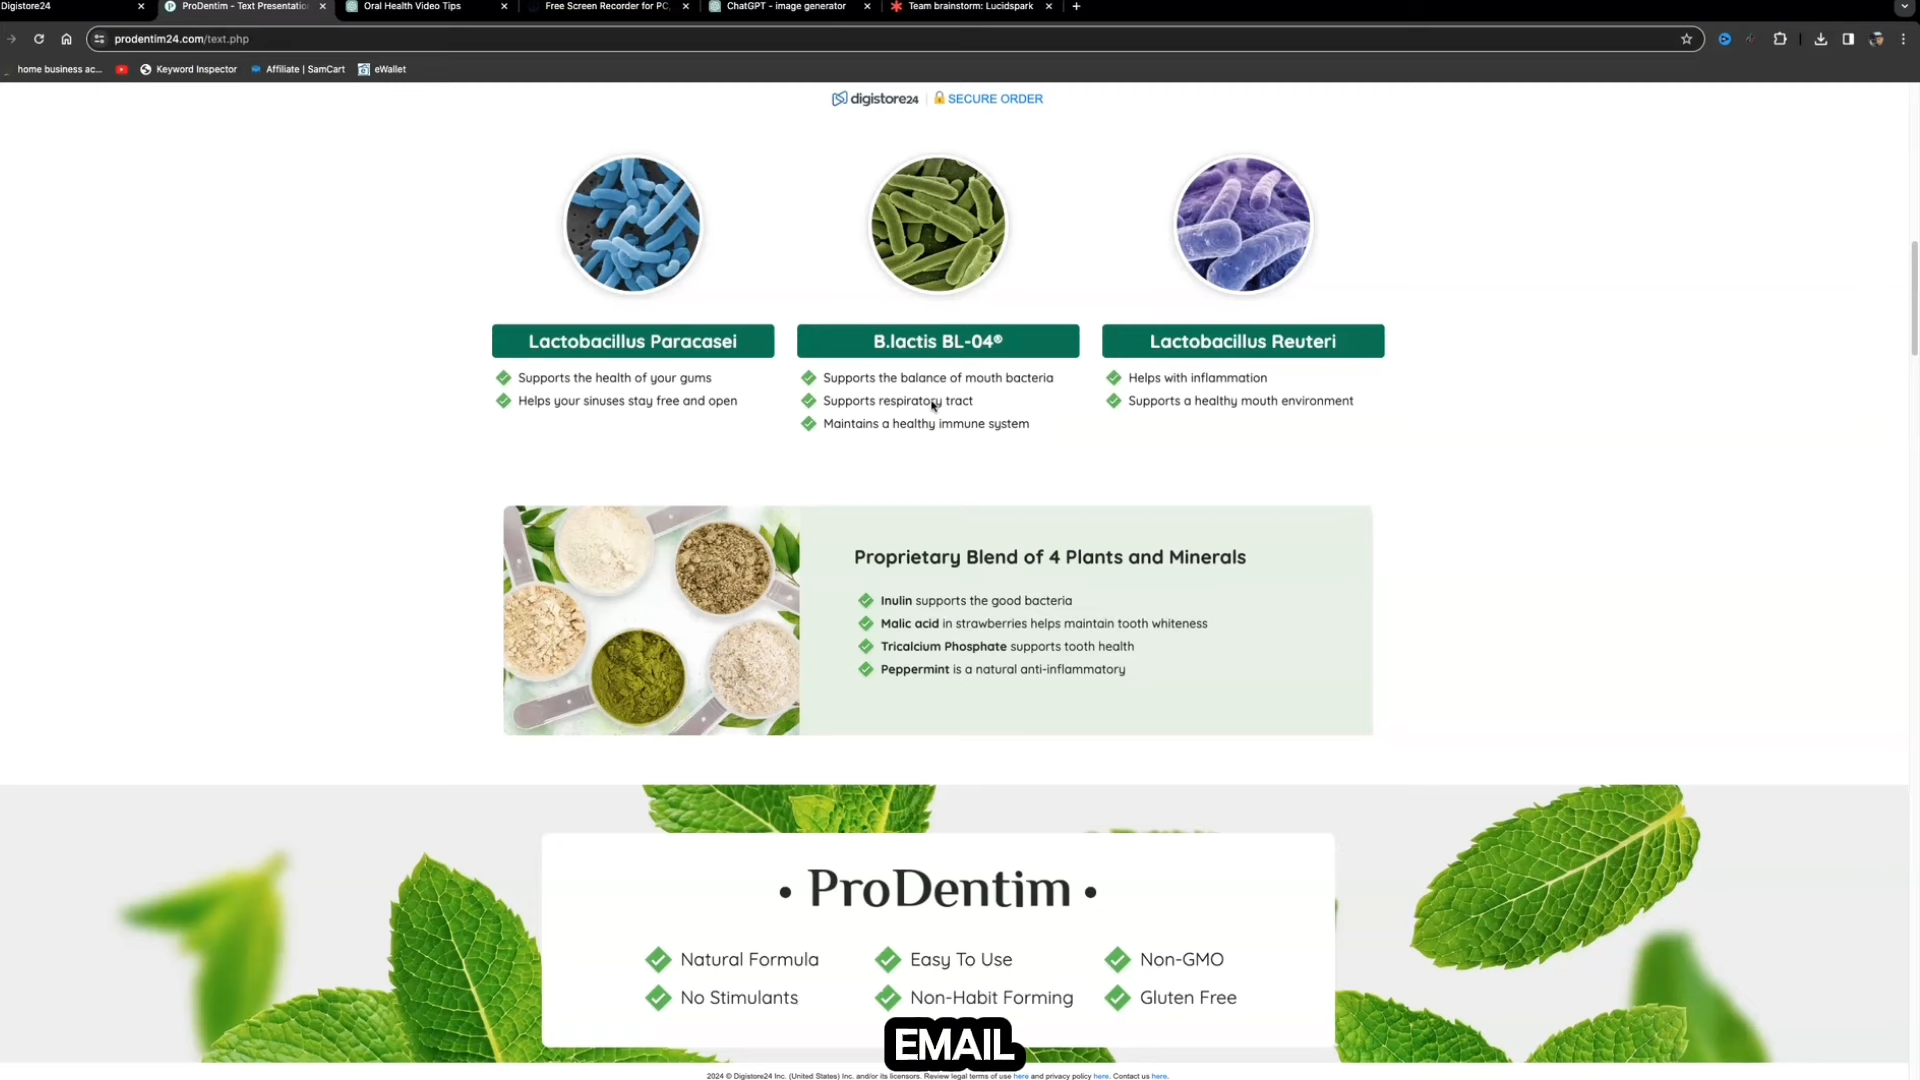 Digistore24
ProDentim - Text Presentatio
Oral Health Video Tips
Free Screen Recorder for PC,
ChatGPT - image generator
Team brainstorm: Lucidspark
prodentim24.com/text.php
home business ac...
Keyword Inspector
Affiliate | SamCart
eWallet
digistore24
SECURE ORDER
Lactobacillus Paracasei
Supports the health of your gums
Helps your sinuses stay free and open
B.lactis BL-04®
Supports the balance of mouth bacteria
Supports respiratory tract
Maintains a healthy immune system
Lactobacillus Reuteri
Helps with inflammation
Supports a healthy mouth environment
Proprietary Blend of 4 Plants and Minerals
Inulin supports the good bacteria
Malic acid in strawberries helps maintain tooth whiteness
Tricalcium Phosphate supports tooth health
Peppermint is a natural anti-inflammatory
• ProDentim •
Natural Formula
Easy To Use
Non-GMO
No Stimulants
Non-Habit Forming
Gluten Free
EMAIL
2024 © Digistore24 Inc. (United States) Inc. and/or its licensors. Review legal terms of use here and privacy policy here. Contact us here.